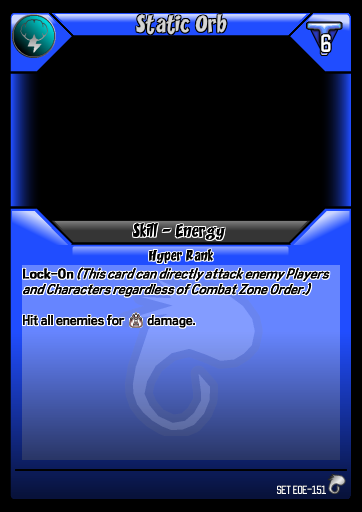 Static Orb
6
Skill - Energy
Hyper Rank
Lock-On (This card can directly attack enemy Players
and Characters regardless of Combat Zone Order.)
Hit all enemies for damage.
SET EOE-151